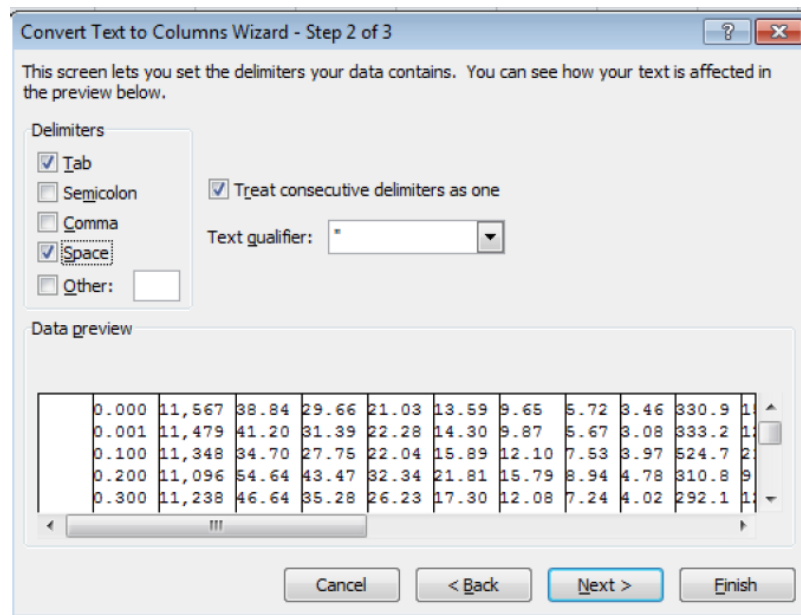 Convert Text to Columns Wizard - Step 2 of 3
This screen lets you set the delimiters your data contains. You can see how your text is affected in
the preview below.
Delimiters
Tab
Semicolon
Comma
Space
Other:
Treat consecutive delimiters as one
Text qualifier: "
Data preview
0.000 11,567 38.84 29.66 21.03 13.59 9.65 5.72 3.46 330.9
0.001 11,479 41.20 31.39 22.28 14.30 9.87 5.67 3.08 333.2
0.100 11,348 34.70 27.75 22.04 15.89 12.10 7.53 3.97 524.7
0.200 11,096 54.64 43.47 32.34 21.81 15.79 8.94 4.78 310.8
0.300 11,238 46.64 35.28 26.23 17.30 12.08 7.24 4.02 292.1
Cancel < Back Next > Finish